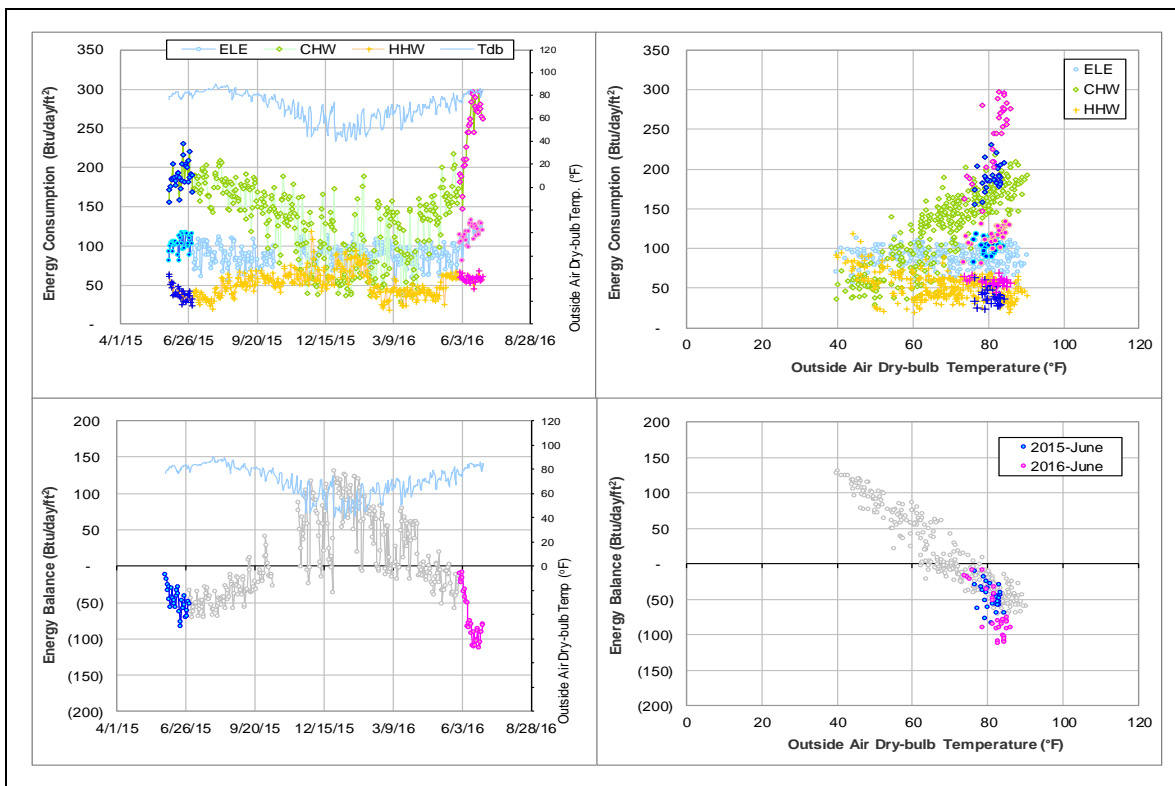 ELE CHW HHW Tdb
Energy Consumption (Btu/day/ft²)
350
300
250
200
150
100
50
-
120
100
80
60
40
20
0
Outside Air Dry-bulb Temp. (°F)
4/1/15 6/26/15 9/20/15 12/15/15 3/9/16 6/3/16 8/28/16
ELE
CHW
HHW
Energy Consumption (Btu/day/ft²)
350
300
250
200
150
100
50
-
0 20 40 60 80 100 120
Outside Air Dry-bulb Temperature (°F)
Energy Balance (Btu/day/ft²)
200
150
100
50
-
(50)
(100)
(150)
(200)
120
100
80
60
40
20
0
Outside Air Dry-bulb Temp (°F)
4/1/15 6/26/15 9/20/15 12/15/15 3/9/16 6/3/16 8/28/16
2015-June
2016-June
Energy Balance (Btu/day/ft²)
200
150
100
50
-
(50)
(100)
(150)
(200)
0 20 40 60 80 100 120
Outside Air Dry-bulb Temperature (°F)